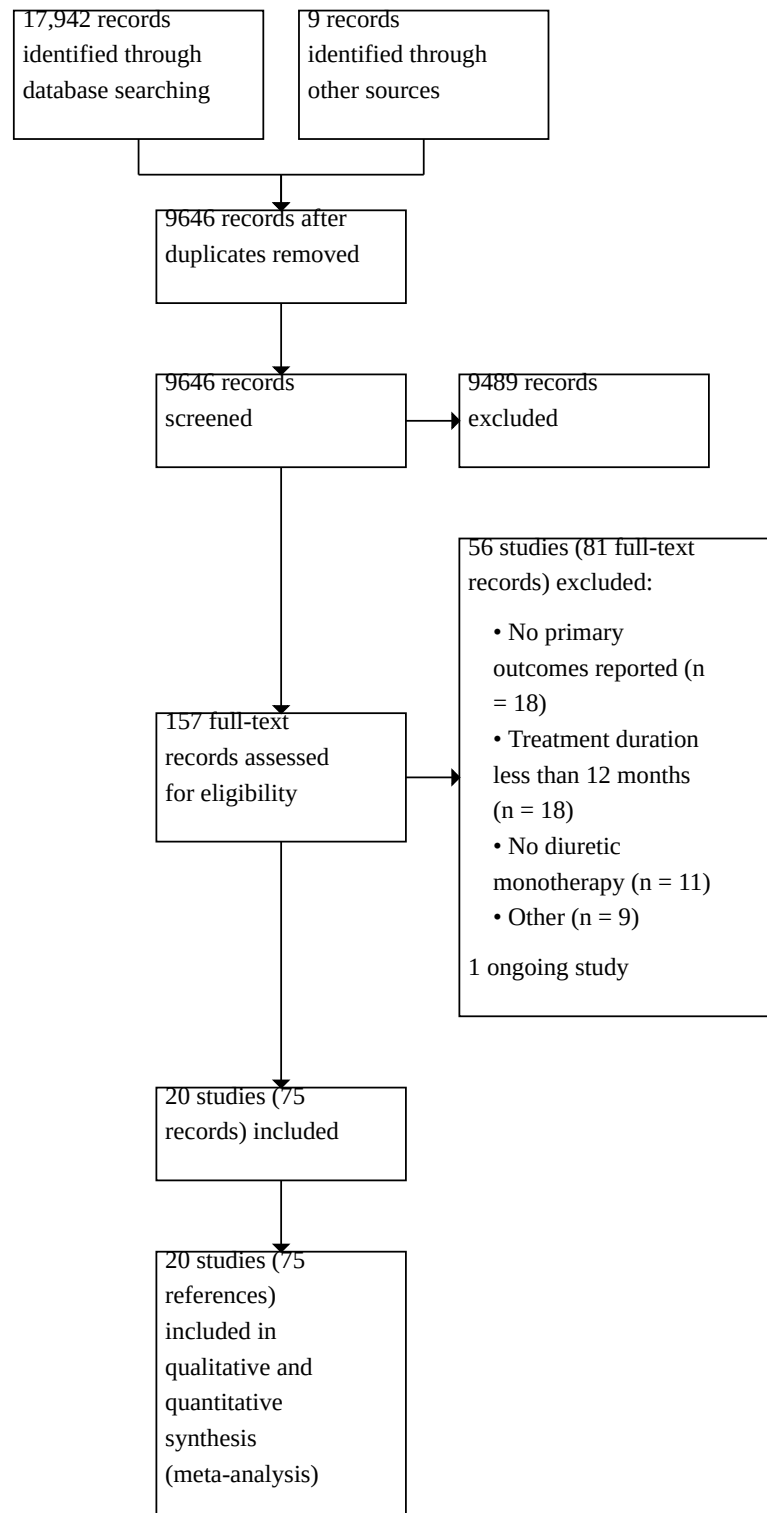 17,942 records
identified through
database searching
9 records
identified through
other sources
9646 records after
duplicates removed
9646 records
screened
9489 records
excluded
56 studies (81 full-text
records) excluded:
• No primary
outcomes reported (n
= 18)
• Treatment duration
less than 12 months
(n = 18)
• No diuretic
monotherapy (n = 11)
• Other (n = 9)
1 ongoing study
157 full-text
records assessed
for eligibility
20 studies (75
records) included
20 studies (75
references)
included in
qualitative and
quantitative
synthesis
(meta-analysis)